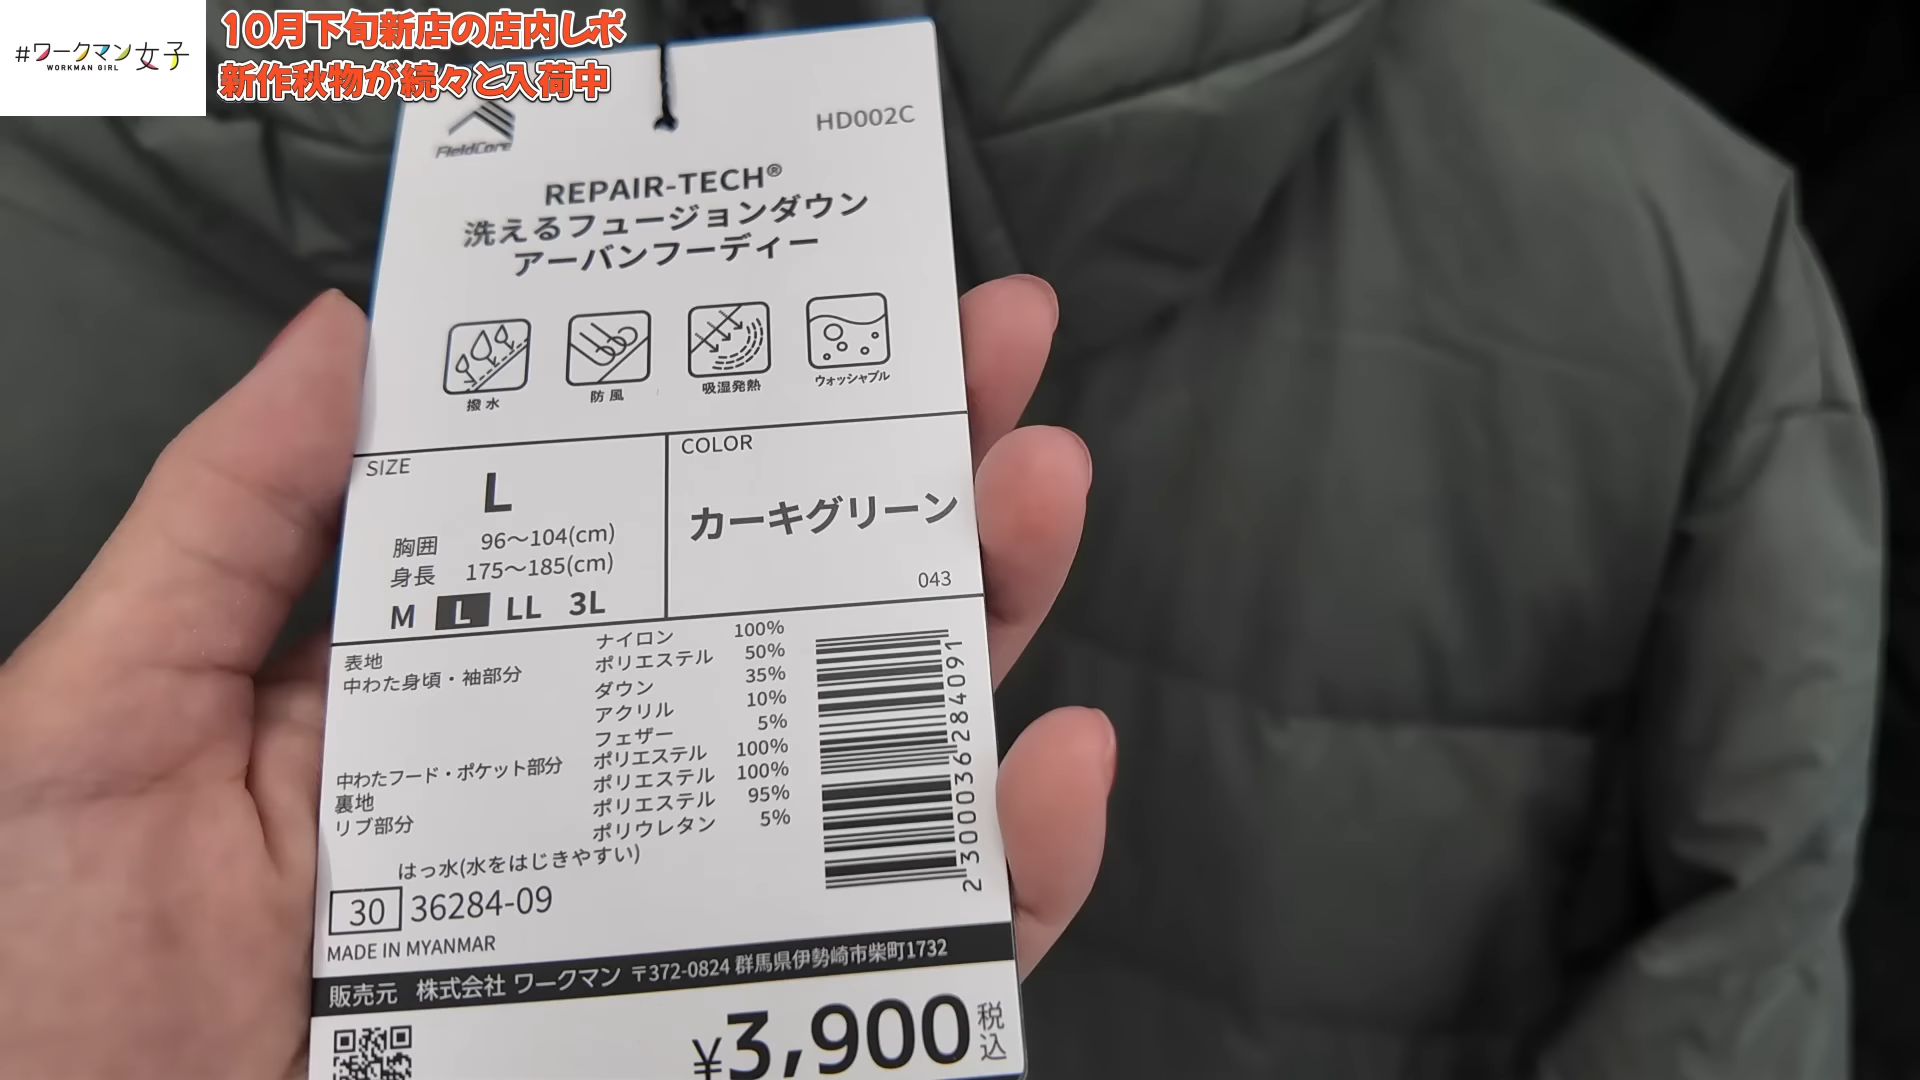 #ワークマン女子
WORKMAN GIRL
10月下旬新店の店内レポ
新作秋物が続々と入荷中
FieldCore
HD002C
REPAIR-TECH®
洗えるフュージョンダウン
アーバンフーディー
撥水
防風
吸湿発熱
ウォッシャブル
SIZE
L
胸囲 96〜104(cm)
身長 175〜185(cm)
M L LL 3L
COLOR
カーキグリーン
043
表地 ナイロン 100%
中わた身頃・袖部分 ポリエステル 50%
ダウン 35%
アクリル 10%
フェザー 5%
中わたフード・ポケット部分 ポリエステル 100%
裏地 ポリエステル 100%
リブ部分 ポリエステル 95%
ポリウレタン 5%
はっ水(水をはじきやすい)
2300036284091
30 36284-09
MADE IN MYANMAR
販売元 株式会社 ワークマン 〒372-0824 群馬県伊勢崎市柴町1732
¥3,900税込